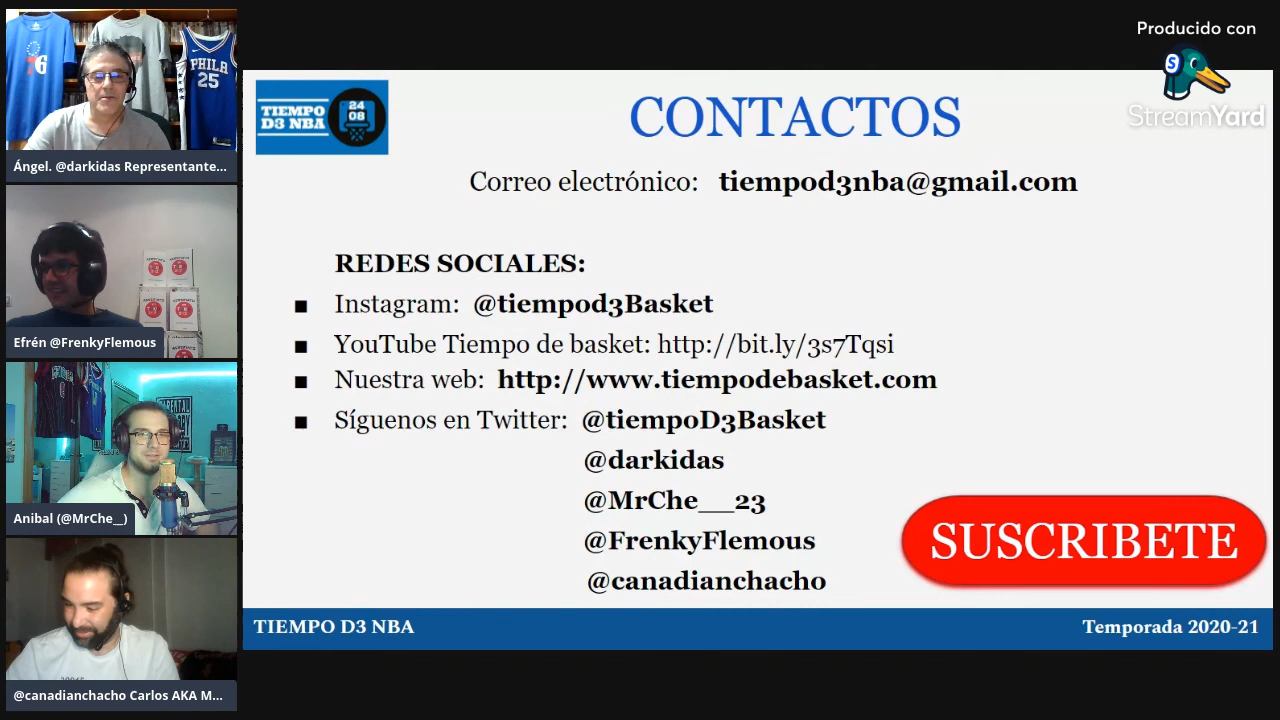 PHILA
25
76
Ángel. @darkidas Representante...
Efrén @FrenkyFlemous
Anibal (@MrChe__)
@canadianchacho Carlos AKA M...
TIEMPO
D3 NBA
24
08
CONTACTOS
Correo electrónico: tiempod3nba@gmail.com
REDES SOCIALES:
▪ Instagram: @tiempod3Basket
▪ YouTube Tiempo de basket: http://bit.ly/3s7Tqsi
▪ Nuestra web: http://www.tiempodebasket.com
▪ Síguenos en Twitter: @tiempoD3Basket
@darkidas
@MrChe__23
@FrenkyFlemous
@canadianchacho
SUSCRIBETE
TIEMPO D3 NBA
Temporada 2020-21
Producido con
S
StreamYard